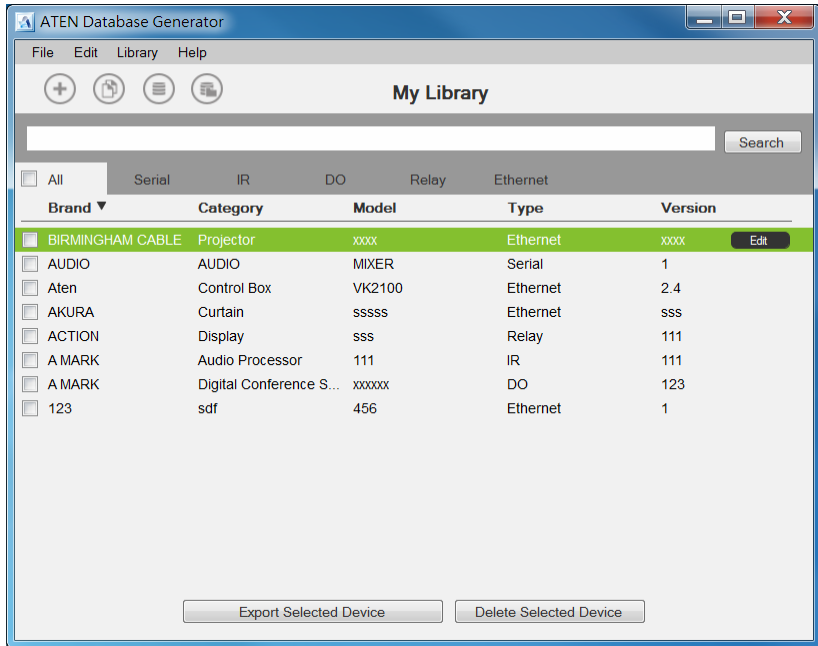 ATEN Database Generator
File Edit Library Help
My Library
Search
All Serial IR DO Relay Ethernet
Brand ▼ Category Model Type Version
BIRMINGHAM CABLE Projector xxxx Ethernet xxxx Edit
AUDIO AUDIO MIXER Serial 1
Aten Control Box VK2100 Ethernet 2.4
AKURA Curtain sssss Ethernet sss
ACTION Display sss Relay 111
A MARK Audio Processor 111 IR 111
A MARK Digital Conference S... xxxxxx DO 123
123 sdf 456 Ethernet 1
Export Selected Device Delete Selected Device